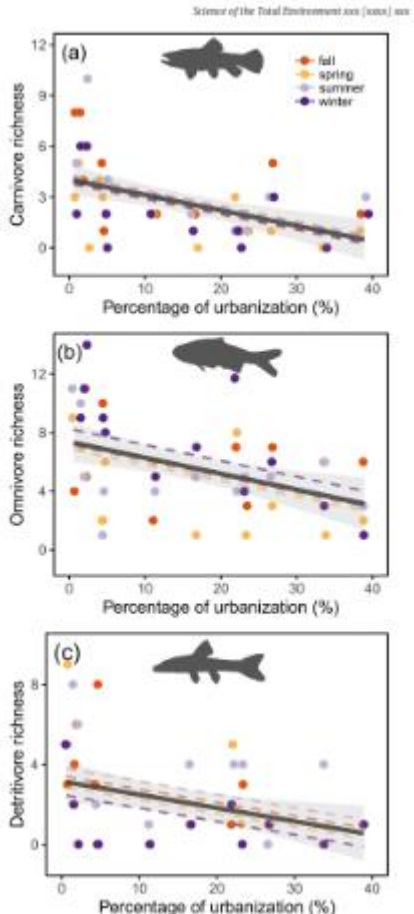 Science of the Total Environment xxx (xxxx) xxx
(a)
fall
spring
summer
winter
12
9
6
3
0
Carnivore richness
0
10
20
30
40
Percentage of urbanization (%)
(b)
12
8
4
0
Omnivore richness
0
10
20
30
40
Percentage of urbanization (%)
(c)
8
4
0
Detritivore richness
0
10
20
30
40
Percentage of urbanization (%)